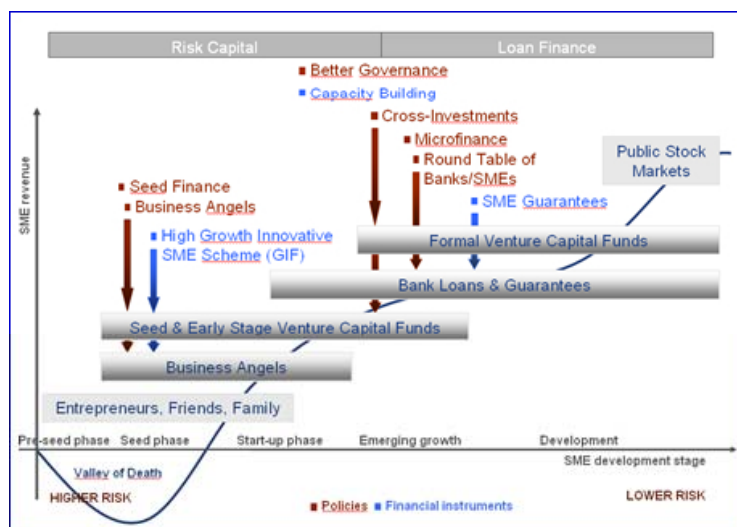 Risk Capital
Loan Finance
Better Governance
Capacity Building
Cross-Investments
Microfinance
Round Table of
Banks/SMEs
Public Stock
Markets
Seed Finance
Business Angels
SME Guarantees
High Growth Innovative
SME Scheme (GIF)
Formal Venture Capital Funds
Bank Loans & Guarantees
Seed & Early Stage Venture Capital Funds
Business Angels
Entrepreneurs, Friends, Family
SME revenue
Pre-seed phase
Seed phase
Start-up phase
Emerging growth
Development
SME development stage
Valley of Death
HIGHER RISK
Policies
Financial instruments
LOWER RISK